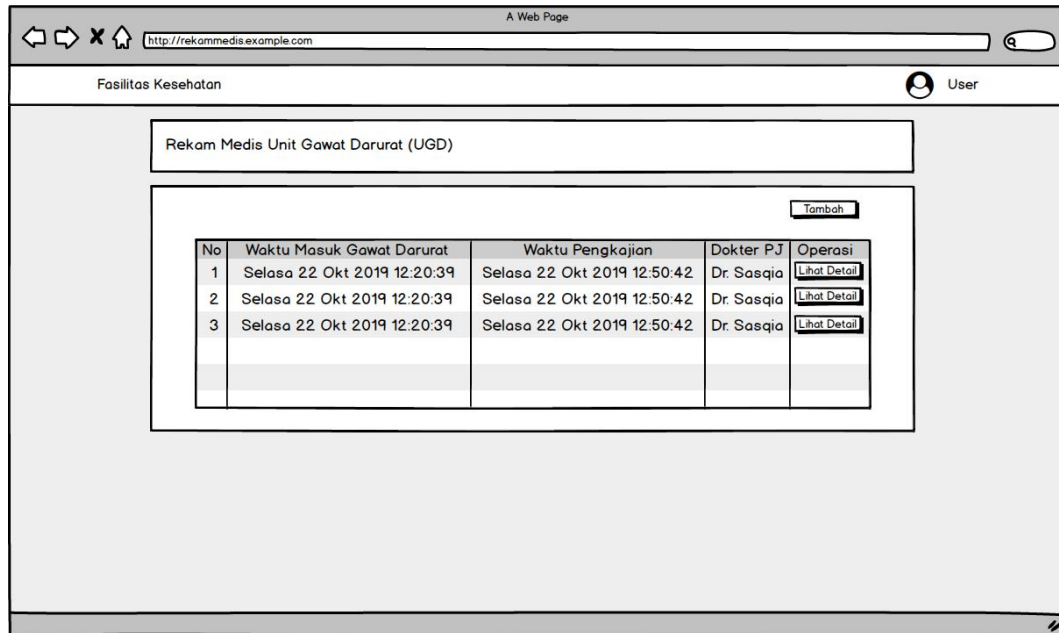 A Web Page
http://rekammedis.example.com
Fasilitas Kesehatan User
Rekam Medis Unit Gawat Darurat (UGD)
Tambah
No Waktu Masuk Gawat Darurat Waktu Pengkajian Dokter PJ Operasi
1 Selasa 22 Okt 2019 12:20:39 Selasa 22 Okt 2019 12:50:42 Dr. Sasqia Lihat Detail
2 Selasa 22 Okt 2019 12:20:39 Selasa 22 Okt 2019 12:50:42 Dr. Sasqia Lihat Detail
3 Selasa 22 Okt 2019 12:20:39 Selasa 22 Okt 2019 12:50:42 Dr. Sasqia Lihat Detail